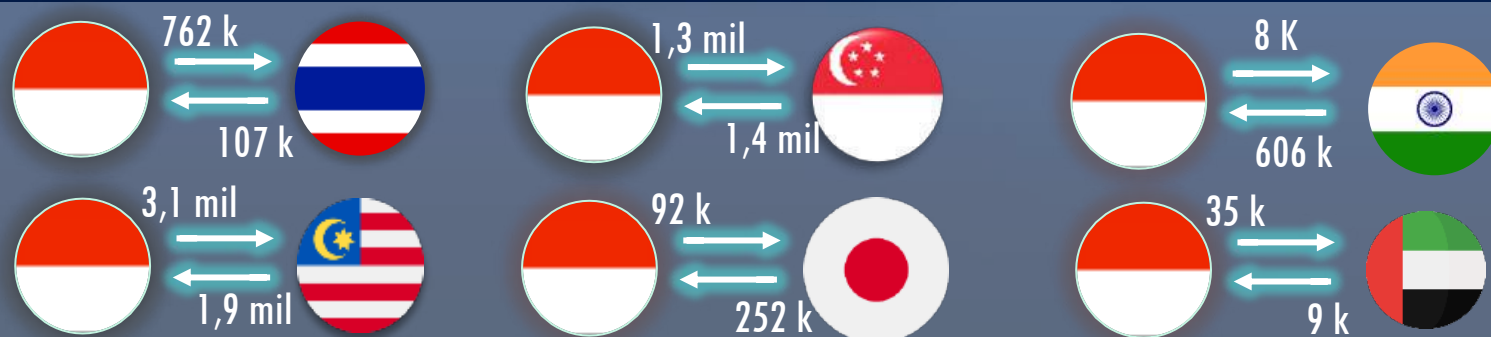 762 k
107 k
1,3 mil
1,4 mil
8 K
606 k
3,1 mil
1,9 mil
92 k
252 k
35 k
9 k